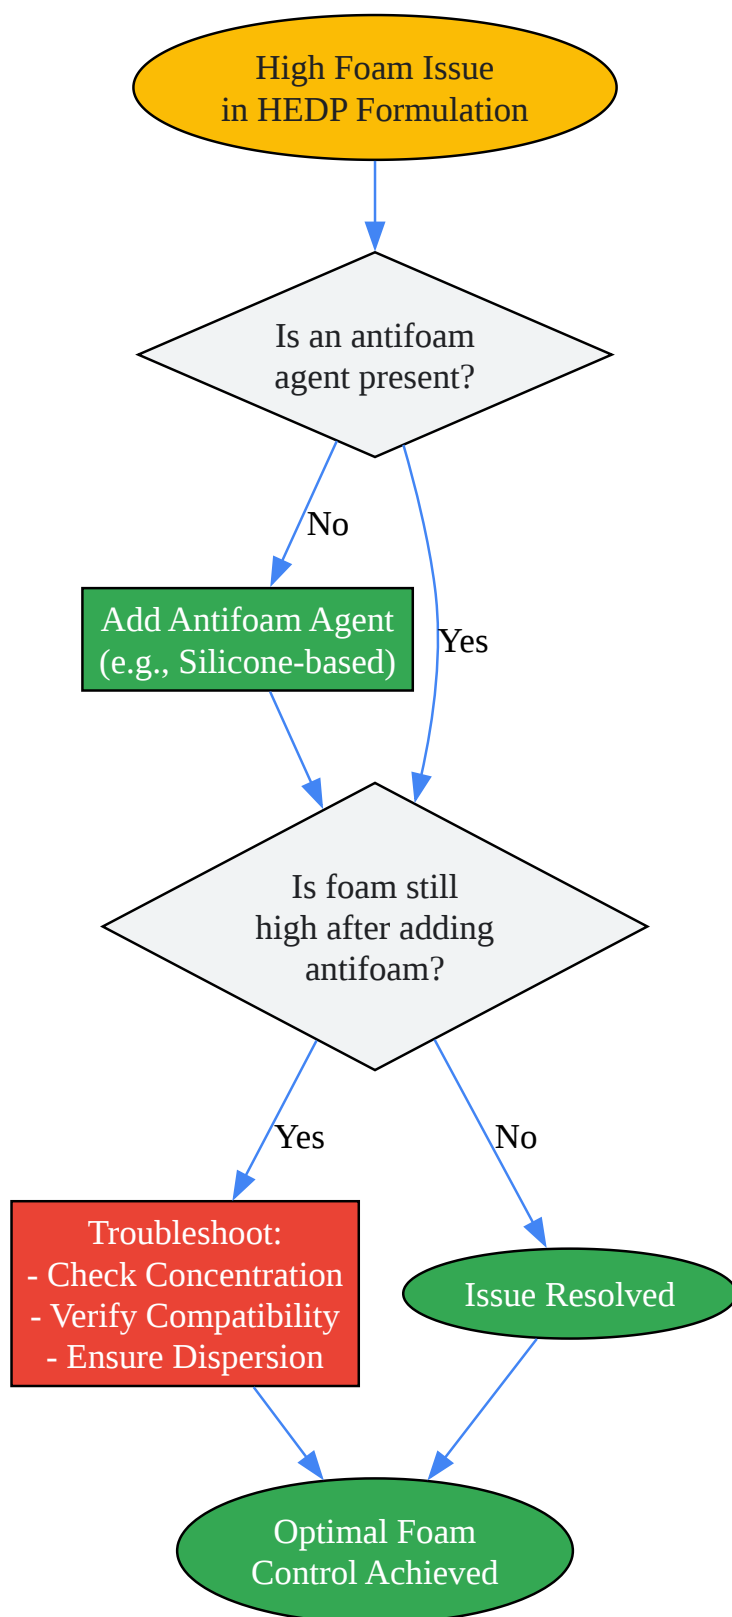 High Foam Issue
in HEDP Formulation
Is an antifoam
agent present?
No
Add Antifoam Agent
(e.g., Silicone-based)
Yes
Is foam still
high after adding
antifoam?
Yes
No
Troubleshoot:
- Check Concentration
- Verify Compatibility
- Ensure Dispersion
Issue Resolved
Optimal Foam
Control Achieved